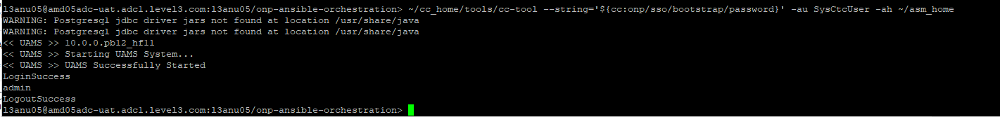 l3anu05@amd05adc-uat.adc1.level3.com:l3anu05/onp-ansible-orchestration> ~/cc_home/tools/cc-tool --string='${cc:onp/sso/bootstrap/password}' -au SysCtcUser -ah ~/asm_home
WARNING: Postgresql jdbc driver jars not found at location /usr/share/java
WARNING: Postgresql jdbc driver jars not found at location /usr/share/java
<< UAMS >> 10.0.0.pb12_hf11
<< UAMS >> Starting UAMS System...
<< UAMS >> UAMS Successfully Started
LoginSuccess
admin
LogoutSuccess
l3anu05@amd05adc-uat.adc1.level3.com:l3anu05/onp-ansible-orchestration>